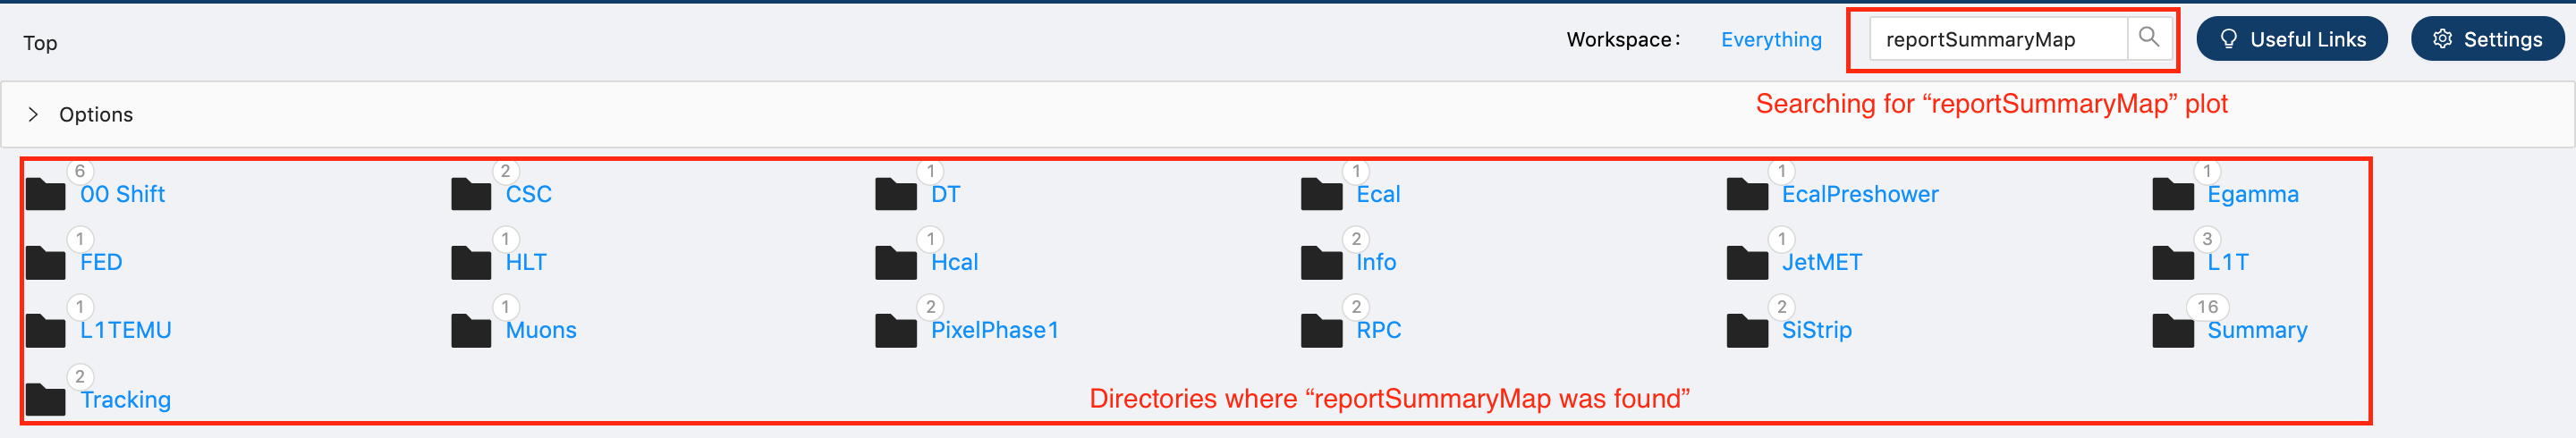 Top
Workspace:
Everything
reportSummaryMap
Useful Links
Settings
Options
Searching for “reportSummaryMap” plot
6
00 Shift
2
CSC
1
DT
1
Ecal
1
EcalPreshower
1
Egamma
1
FED
1
HLT
1
Hcal
2
Info
1
JetMET
3
L1T
1
L1TEMU
1
Muons
2
PixelPhase1
2
RPC
2
SiStrip
16
Summary
2
Tracking
Directories where “reportSummaryMap was found”